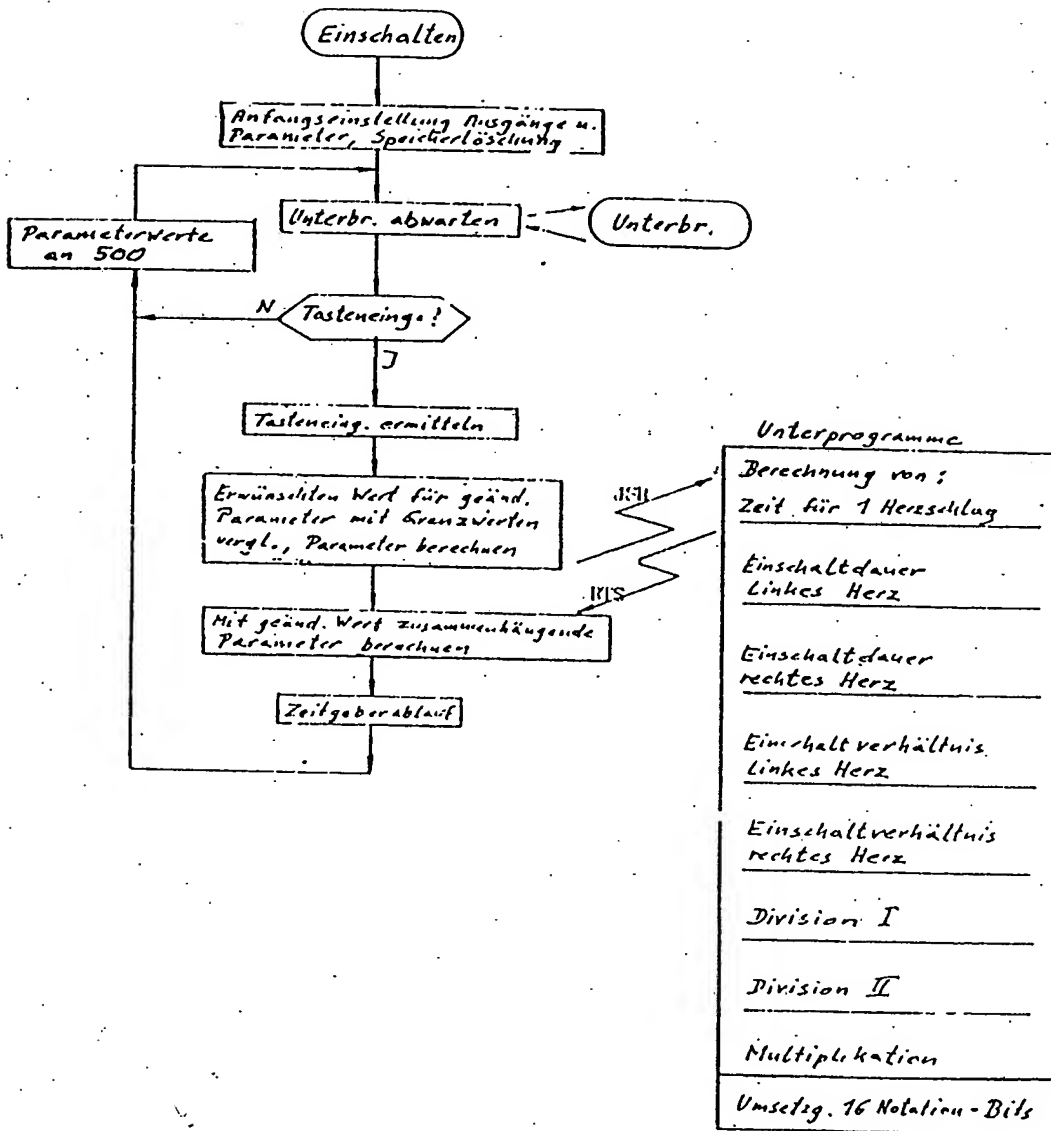 Einschalten
Anfangseinstellung Ausgänge u.
Parameter, Speicherlöschung
Unterbr. abwarten
Unterbr.
Parameterwerte
an 500
N
Tasteneing.?
J
Tasteneing. ermitteln
Erwünschten Wert für geänd.
Parameter mit Grenzwerten
vergl., Parameter berechnen
JSR
RTS
Mit geänd. Wert zusammenhängende
Parameter berechnen
Zeitgeberablauf
Unterprogramme
Berechnung von:
Zeit für 1 Herzschlag
Einschaltdauer
Linkes Herz
Einschaltdauer
rechtes Herz
Einschaltverhältnis
Linkes Herz
Einschaltverhältnis
rechtes Herz
Division I
Division II
Multiplikation
Umsetzg. 16 Notation-Bits